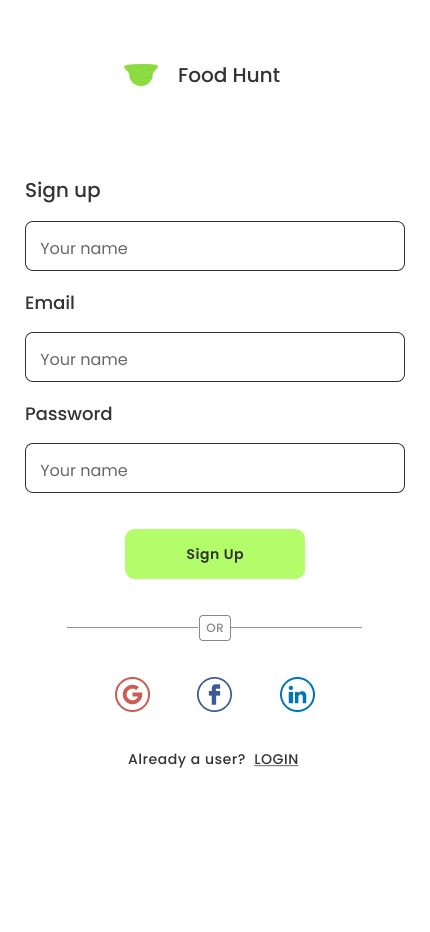 Food Hunt
Sign up
Your name
Email
Your name
Password
Your name
Sign Up
OR
G f in
Already a user? LOGIN